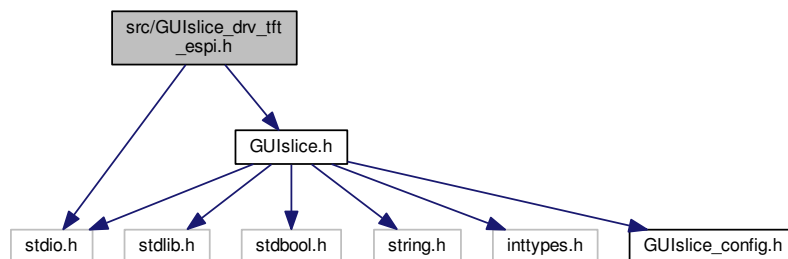 src/GUIslice_drv_tft
_espi.h
GUIslice.h
stdio.h
stdlib.h
stdbool.h
string.h
inttypes.h
GUIslice_config.h